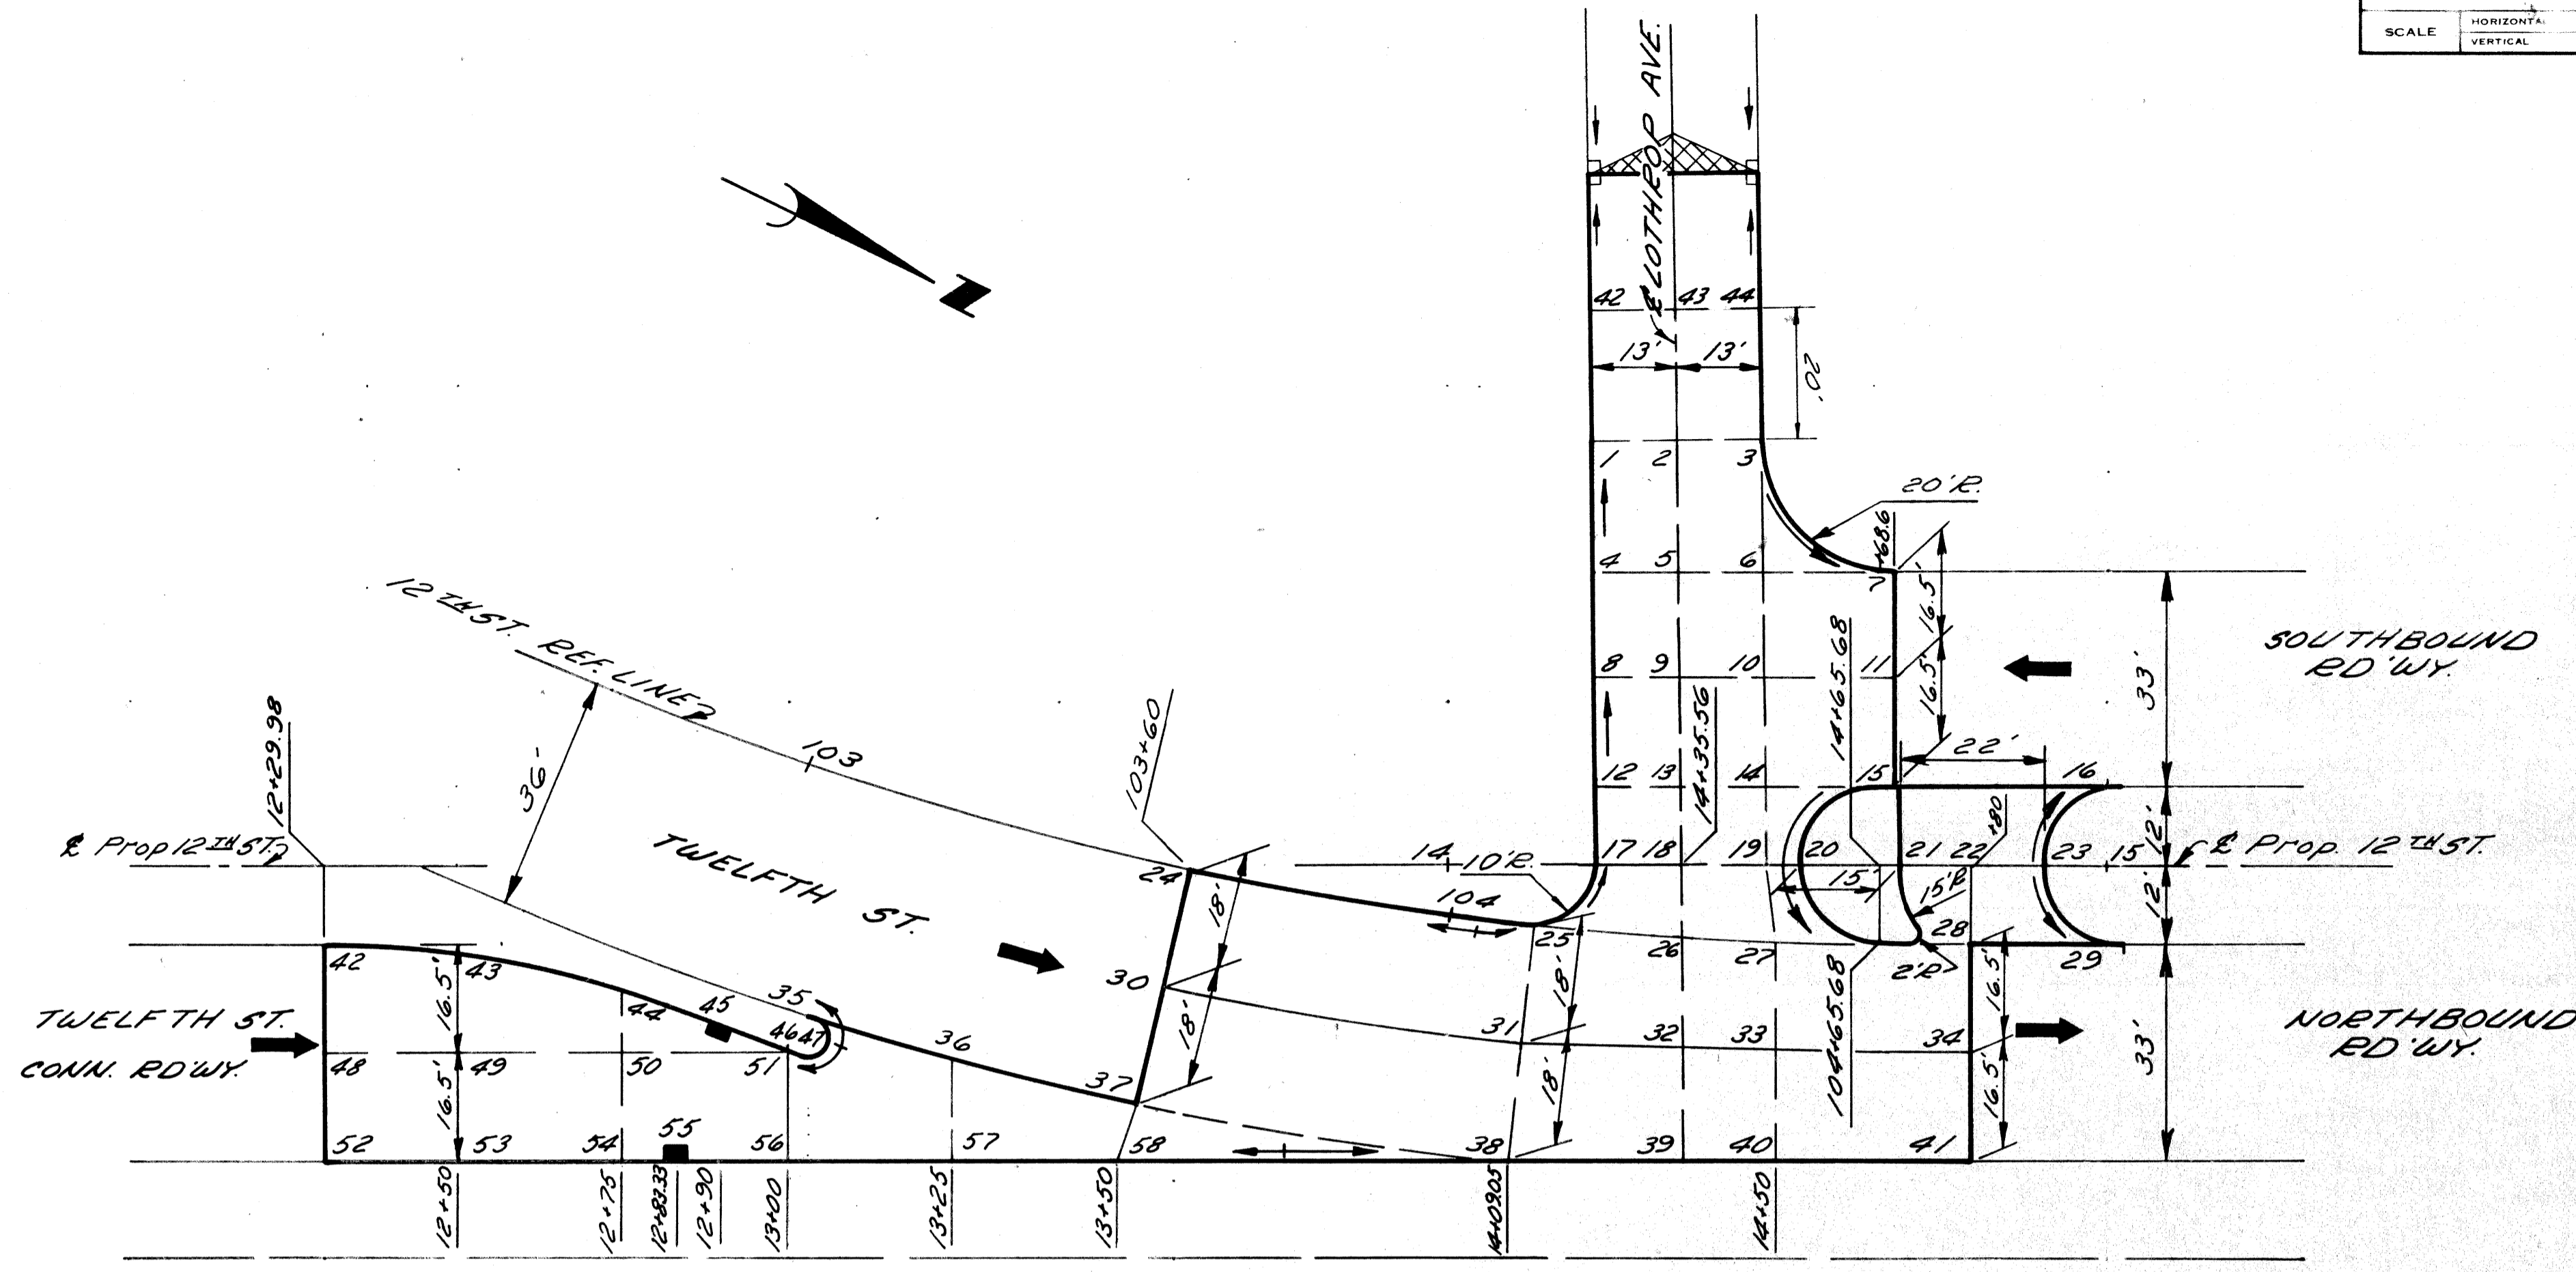 SCALE
HORIZONTAL
VERTICAL
℄ LOTHROP AVE.
N
42 43 44
13' 13'
20'
1 2 3
20'R.
+68.6
4 5 6 7
16.5'
33'
SOUTHBOUND
RD'WY.
12TH ST. REF. LINE
8 9 10 11
16.5'
14+35.56
14+65.68
22'
12 13 14 15 16
12+29.98
36'
103
103+60
℄ Prop 12TH ST.
TWELFTH ST.
14
10'R.
17 18 19 20 21 22 23 15
+80
12'
℄ Prop. 12TH ST.
24
18'
104
15'
15'R
12'
25 26 27 28 29
2'R
104+65.68
42 43
16.5'
44 45 46 47
35
36
30
18'
18'
31 32 33 34
16.5'
NORTHBOUND
RD'WY.
33'
TWELFTH ST.
CONN. RD'WY.
48 49 50 51
37
16.5'
18'
16.5'
52 53 54 55 56 57 58 38 39 40 41
12+50
12+75
12+83.33
12+90
13+00
13+25
13+50
14+09.05
14+50